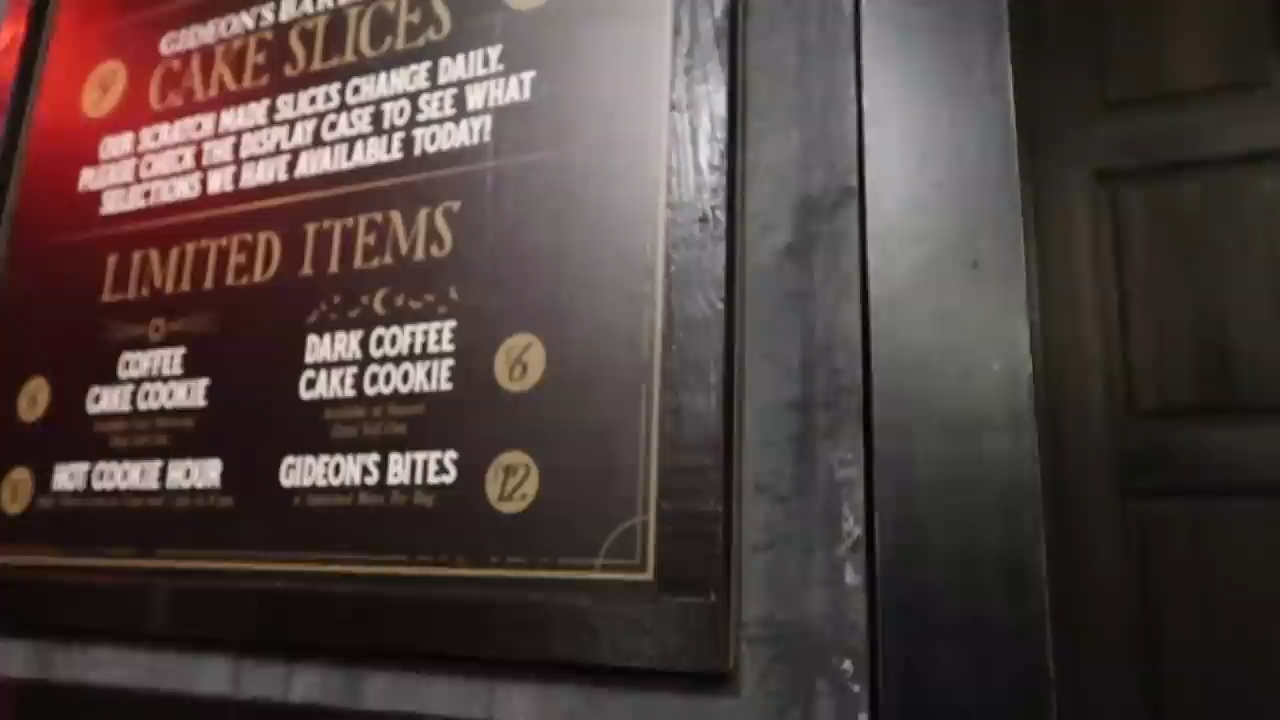 GIDEON'S
CAKE SLICES
OUR SCRATCH MADE SLICES CHANGE DAILY.
PLEASE CHECK THE DISPLAY CASE TO SEE WHAT
SELECTIONS WE HAVE AVAILABLE TODAY!
LIMITED ITEMS
COFFEE
CAKE COOKIE
DARK COFFEE
CAKE COOKIE
6
HOT COOKIE HOUR
GIDEON'S BITES
12